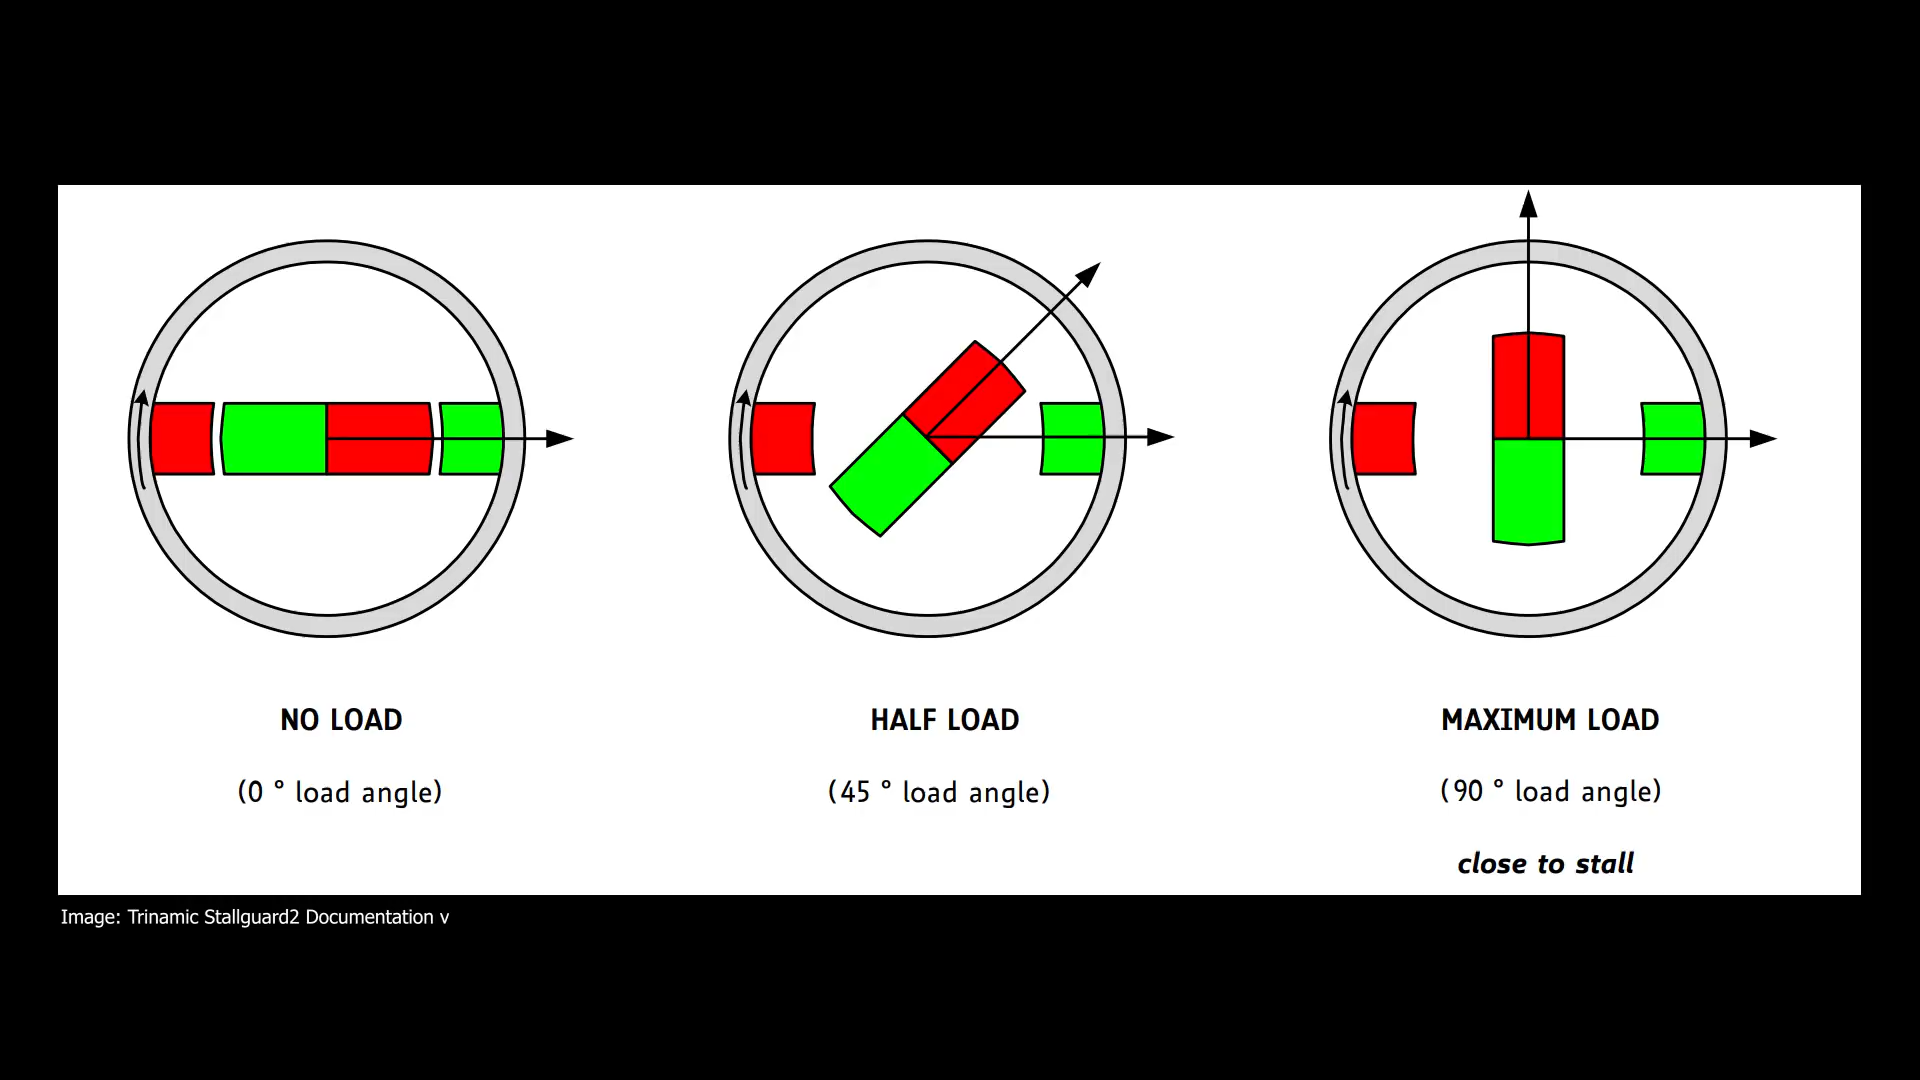 NO LOAD
(0 ° load angle)
HALF LOAD
(45 ° load angle)
MAXIMUM LOAD
(90 ° load angle)
close to stall
Image: Trinamic Stallguard2 Documentation v